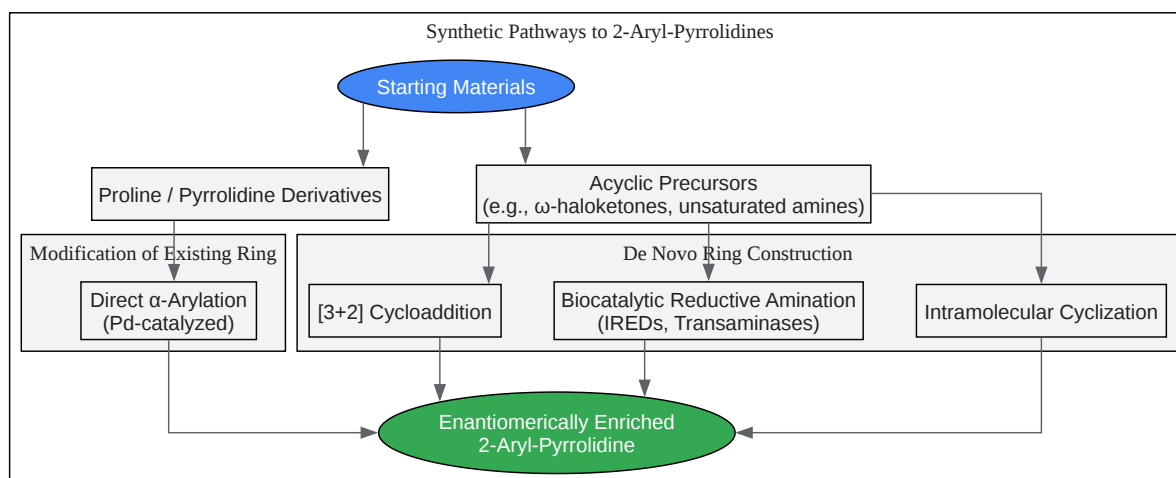 Synthetic Pathways to 2-Aryl-Pyrrolidines
Starting Materials
Proline / Pyrrolidine Derivatives
Acyclic Precursors
(e.g., ω-haloketones, unsaturated amines)
Modification of Existing Ring
De Novo Ring Construction
Direct α-Arylation
(Pd-catalyzed)
[3+2] Cycloaddition
Biocatalytic Reductive Amination
(IREDs, Transaminases)
Intramolecular Cyclization
Enantiomerically Enriched
2-Aryl-Pyrrolidine